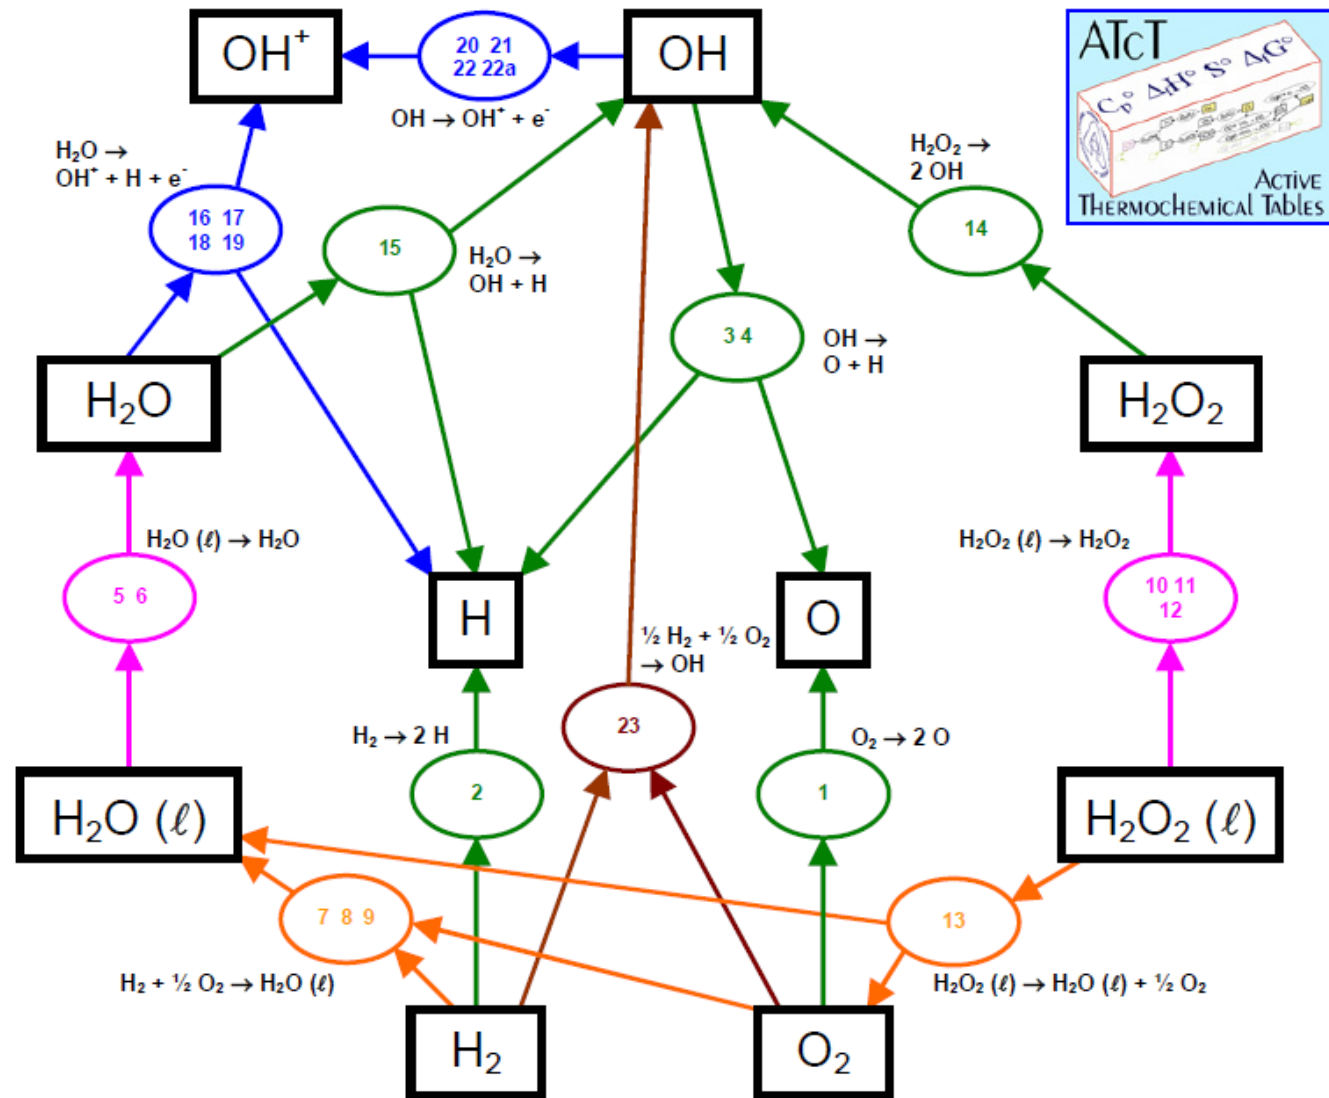 OH⁺
20 21
22 22a
OH
OH → OH⁺ + e⁻
ATcT
Cp° ΔfH° S° ΔfG°
ACTIVE
THERMOCHEMICAL TABLES
H₂O →
OH⁺ + H + e⁻
16 17
18 19
15
H₂O →
OH + H
H₂O₂ →
2 OH
14
3 4
OH →
O + H
H₂O
H₂O₂
H₂O (ℓ) → H₂O
5 6
H₂O₂ (ℓ) → H₂O₂
10 11
12
H
O
½ H₂ + ½ O₂
→ OH
H₂ → 2 H
23
O₂ → 2 O
2
1
H₂O (ℓ)
H₂O₂ (ℓ)
7 8 9
13
H₂ + ½ O₂ → H₂O (ℓ)
H₂O₂ (ℓ) → H₂O (ℓ) + ½ O₂
H₂
O₂